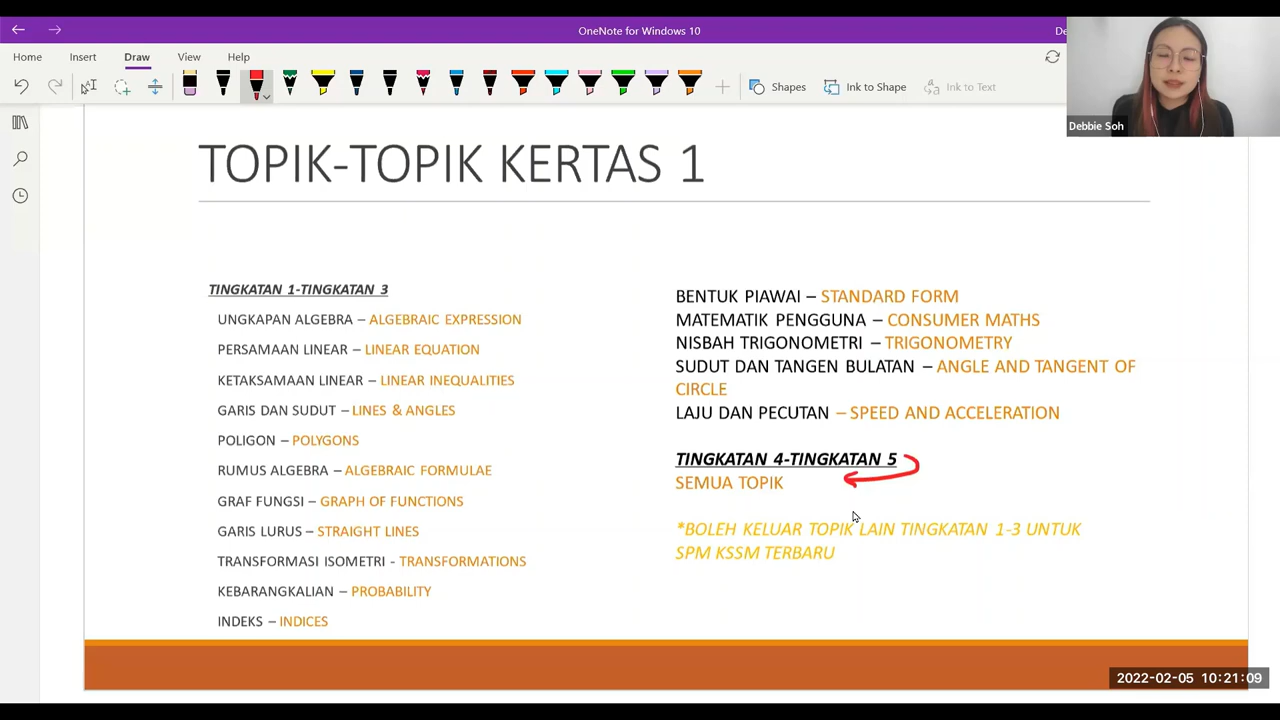 OneNote for Windows 10
De
Home Insert Draw View Help
Shapes Ink to Shape Ink to Text
Debbie Soh
TOPIK-TOPIK KERTAS 1
TINGKATAN 1-TINGKATAN 3
UNGKAPAN ALGEBRA – ALGEBRAIC EXPRESSION
PERSAMAAN LINEAR – LINEAR EQUATION
KETAKSAMAAN LINEAR – LINEAR INEQUALITIES
GARIS DAN SUDUT – LINES & ANGLES
POLIGON – POLYGONS
RUMUS ALGEBRA – ALGEBRAIC FORMULAE
GRAF FUNGSI – GRAPH OF FUNCTIONS
GARIS LURUS – STRAIGHT LINES
TRANSFORMASI ISOMETRI - TRANSFORMATIONS
KEBARANGKALIAN – PROBABILITY
INDEKS – INDICES
BENTUK PIAWAI – STANDARD FORM
MATEMATIK PENGGUNA – CONSUMER MATHS
NISBAH TRIGONOMETRI – TRIGONOMETRY
SUDUT DAN TANGEN BULATAN – ANGLE AND TANGENT OF
CIRCLE
LAJU DAN PECUTAN – SPEED AND ACCELERATION
TINGKATAN 4-TINGKATAN 5
SEMUA TOPIK
*BOLEH KELUAR TOPIK LAIN TINGKATAN 1-3 UNTUK
SPM KSSM TERBARU
2022-02-05 10:21:09